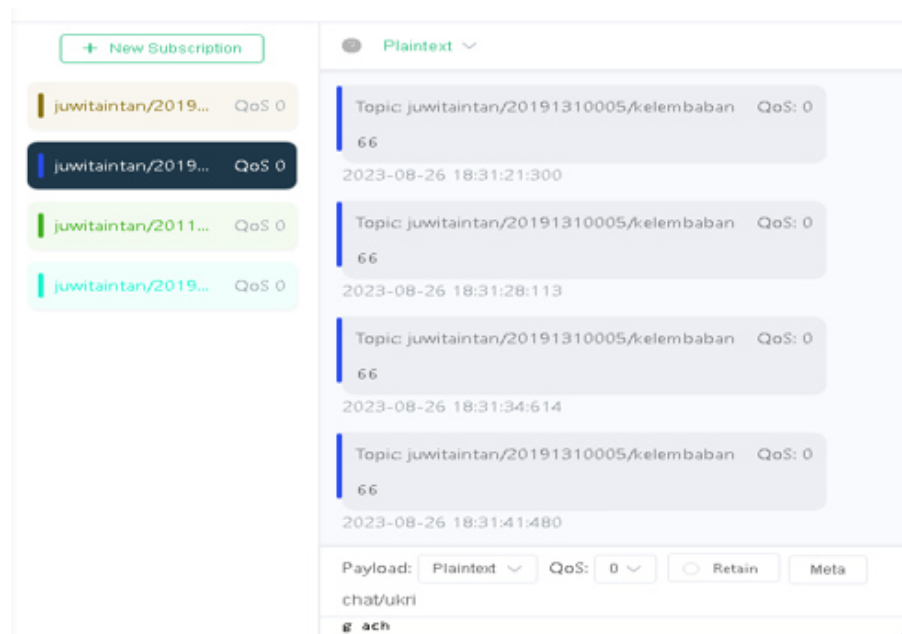 + New Subscription
juwitaintan/2019... QoS 0
juwitaintan/2019... QoS 0
juwitaintan/2011... QoS 0
juwitaintan/2019... QoS 0
Plaintext
Topic: juwitaintan/20191310005/kelembaban QoS: 0
66
2023-08-26 18:31:21:300
Topic: juwitaintan/20191310005/kelembaban QoS: 0
66
2023-08-26 18:31:28:113
Topic: juwitaintan/20191310005/kelembaban QoS: 0
66
2023-08-26 18:31:34:614
Topic: juwitaintan/20191310005/kelembaban QoS: 0
66
2023-08-26 18:31:41:480
Payload: Plaintext QoS: 0 Retain Meta
chat/ukri
g ach